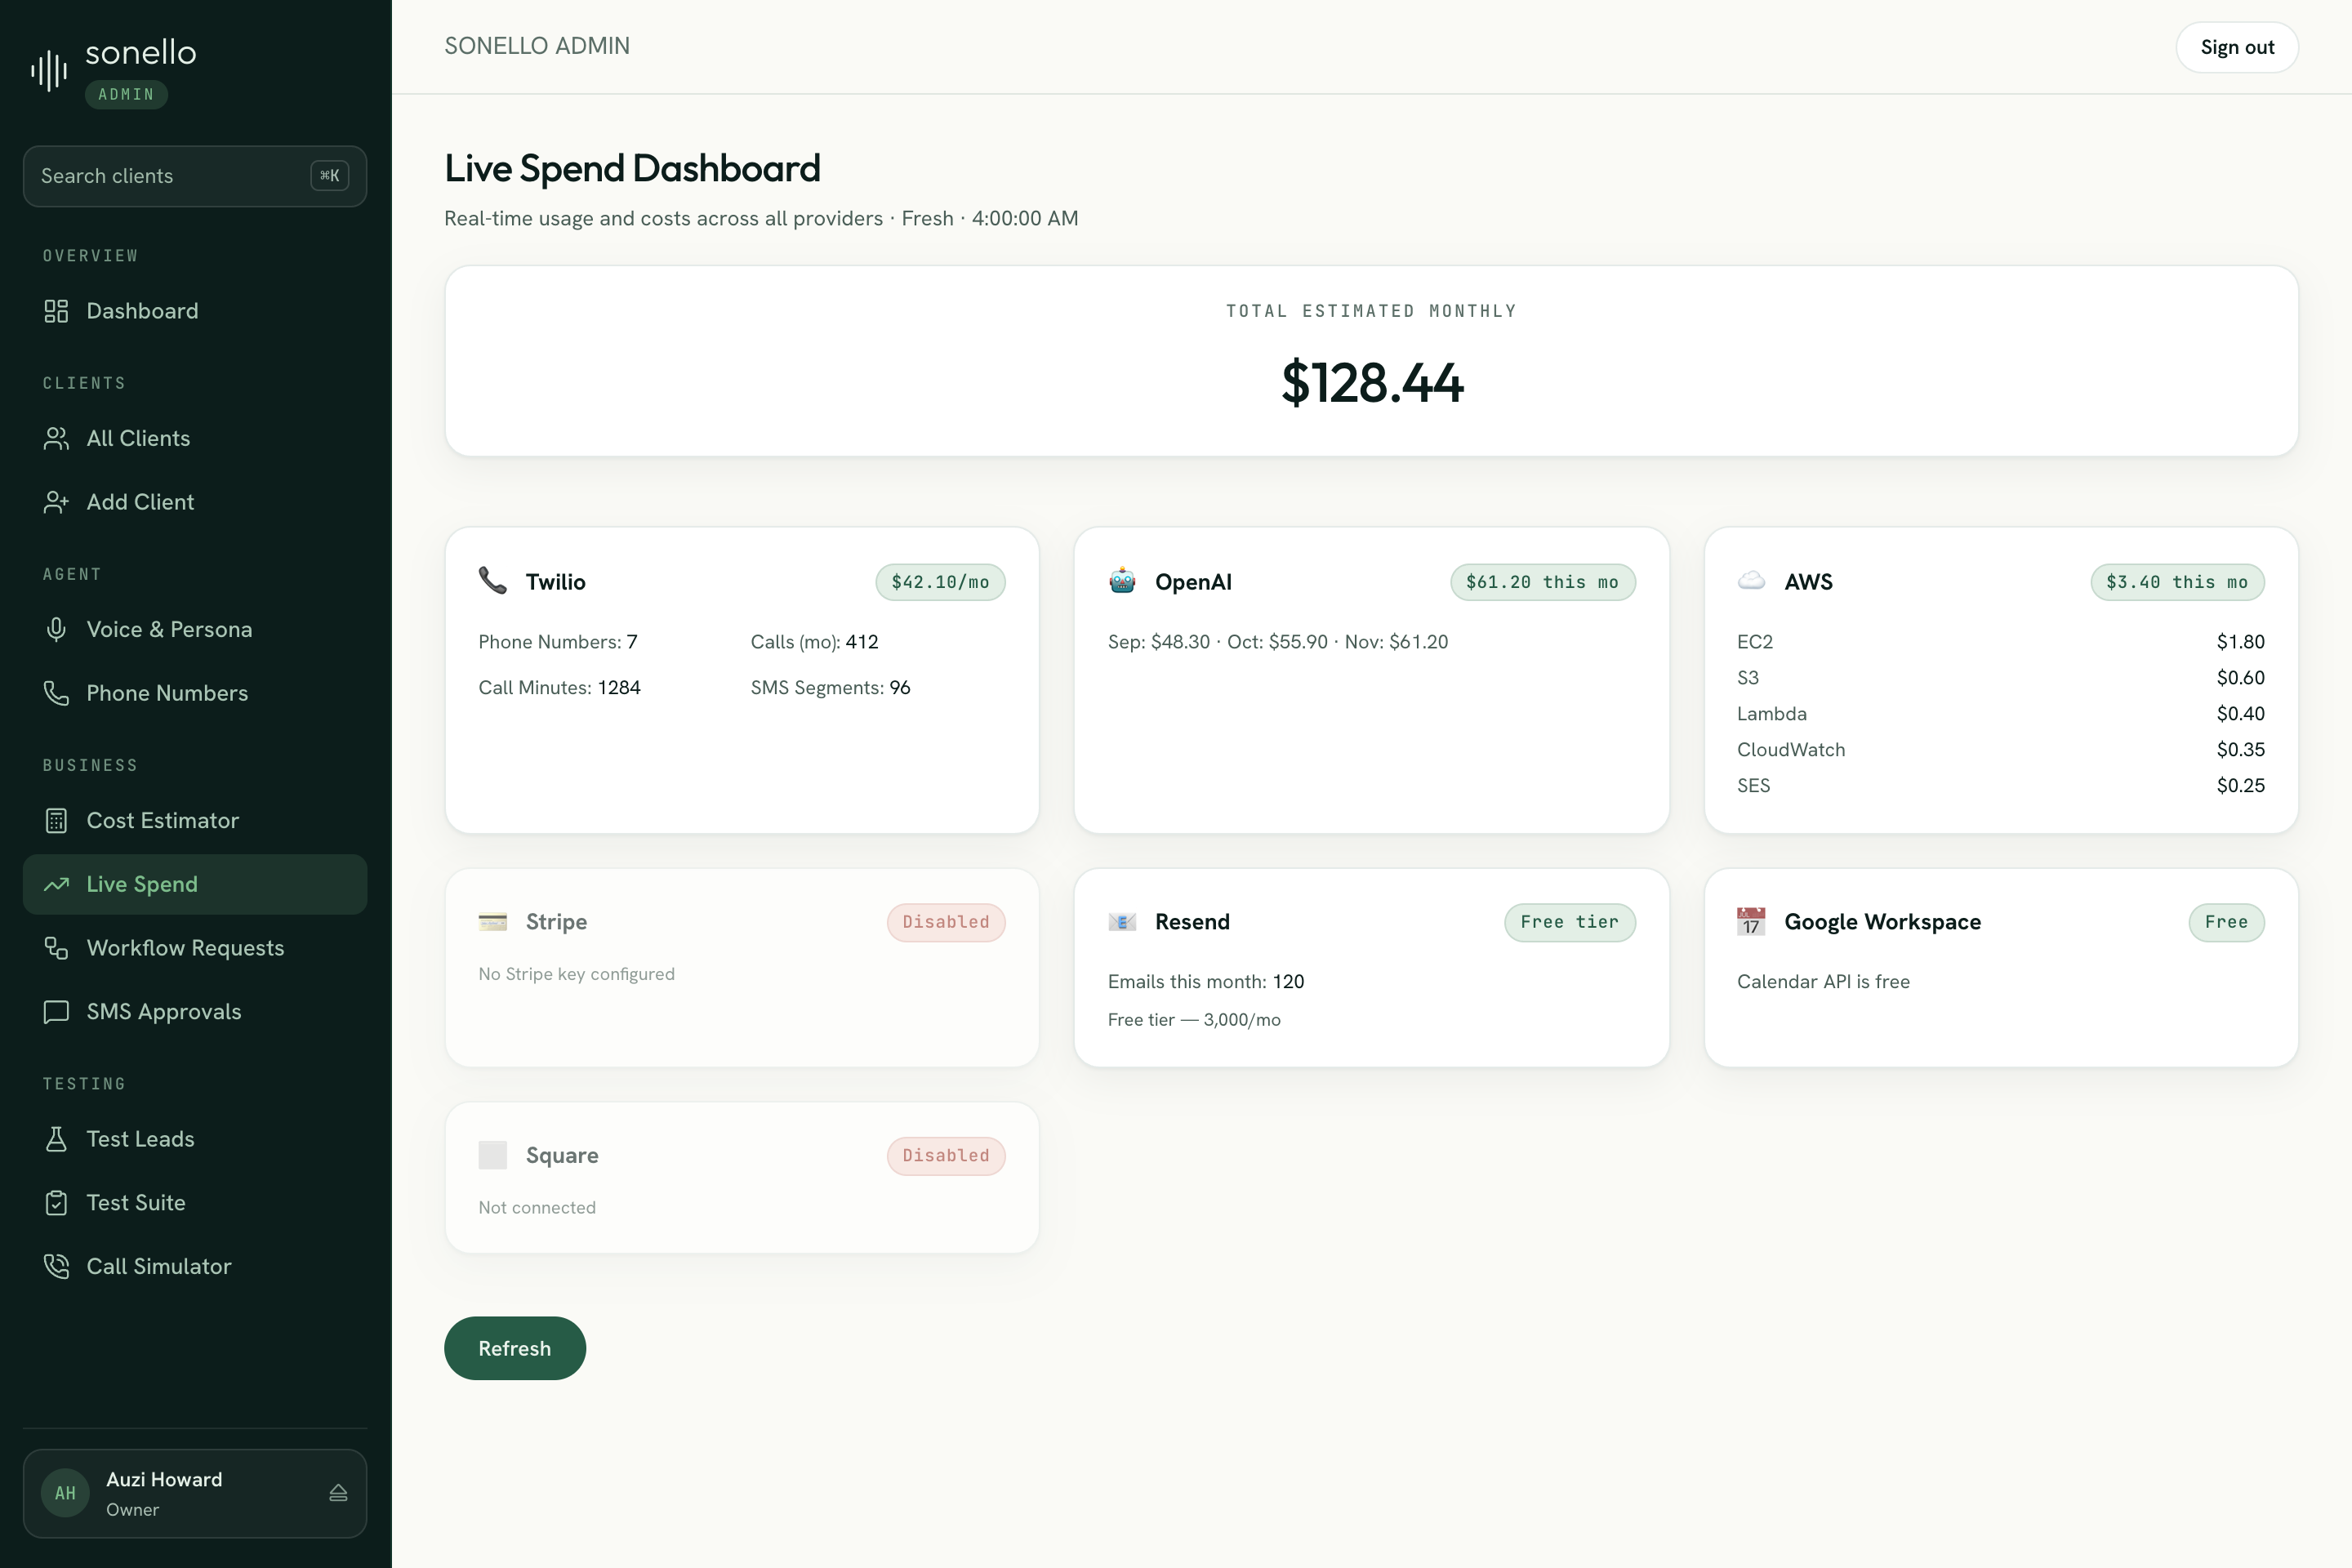 sonello
ADMIN
Search clients ⌘K
OVERVIEW
Dashboard
CLIENTS
All Clients
Add Client
AGENT
Voice & Persona
Phone Numbers
BUSINESS
Cost Estimator
Live Spend
Workflow Requests
SMS Approvals
TESTING
Test Leads
Test Suite
Call Simulator
AH
Auzi Howard
Owner
SONELLO ADMIN
Sign out
Live Spend Dashboard
Real-time usage and costs across all providers · Fresh · 4:00:00 AM
TOTAL ESTIMATED MONTHLY
$128.44
Twilio $42.10/mo
Phone Numbers: 7 Calls (mo): 412
Call Minutes: 1284 SMS Segments: 96
OpenAI $61.20 this mo
Sep: $48.30 · Oct: $55.90 · Nov: $61.20
AWS $3.40 this mo
EC2 $1.80
S3 $0.60
Lambda $0.40
CloudWatch $0.35
SES $0.25
Stripe Disabled
No Stripe key configured
Resend Free tier
Emails this month: 120
Free tier — 3,000/mo
17
Google Workspace Free
Calendar API is free
Square Disabled
Not connected
Refresh